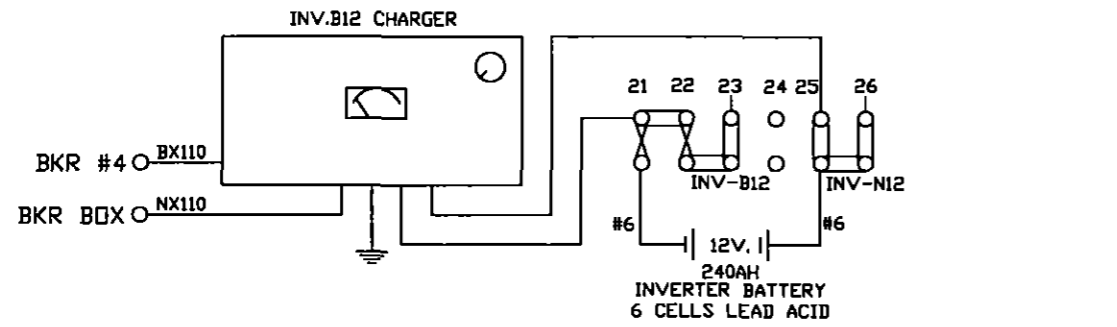 INV.B12 CHARGER
21 22 23 24 25 26
BKR #4 BX110
INV-B12 INV-N12
BKR BOX NX110
#6 #6
12V.
240AH
INVERTER BATTERY
6 CELLS LEAD ACID